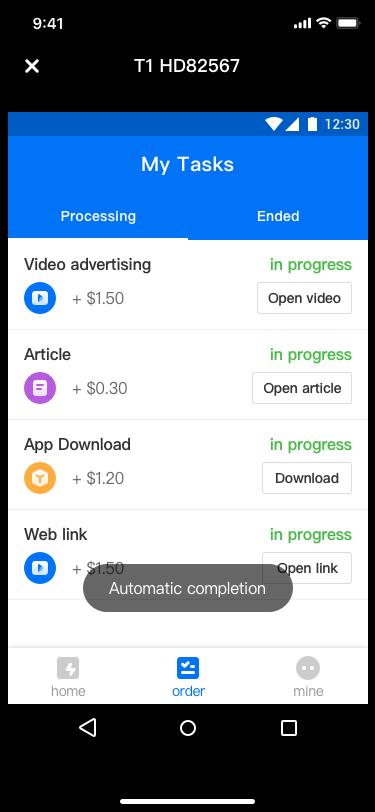 9:41
T1 HD82567
12:30
My Tasks
Processing Ended
Video advertising in progress
+ $1.50 Open video
Article in progress
+ $0.30 Open article
App Download in progress
+ $1.20 Download
Web link in progress
+ $1.50 Open link
Automatic completion
home order mine